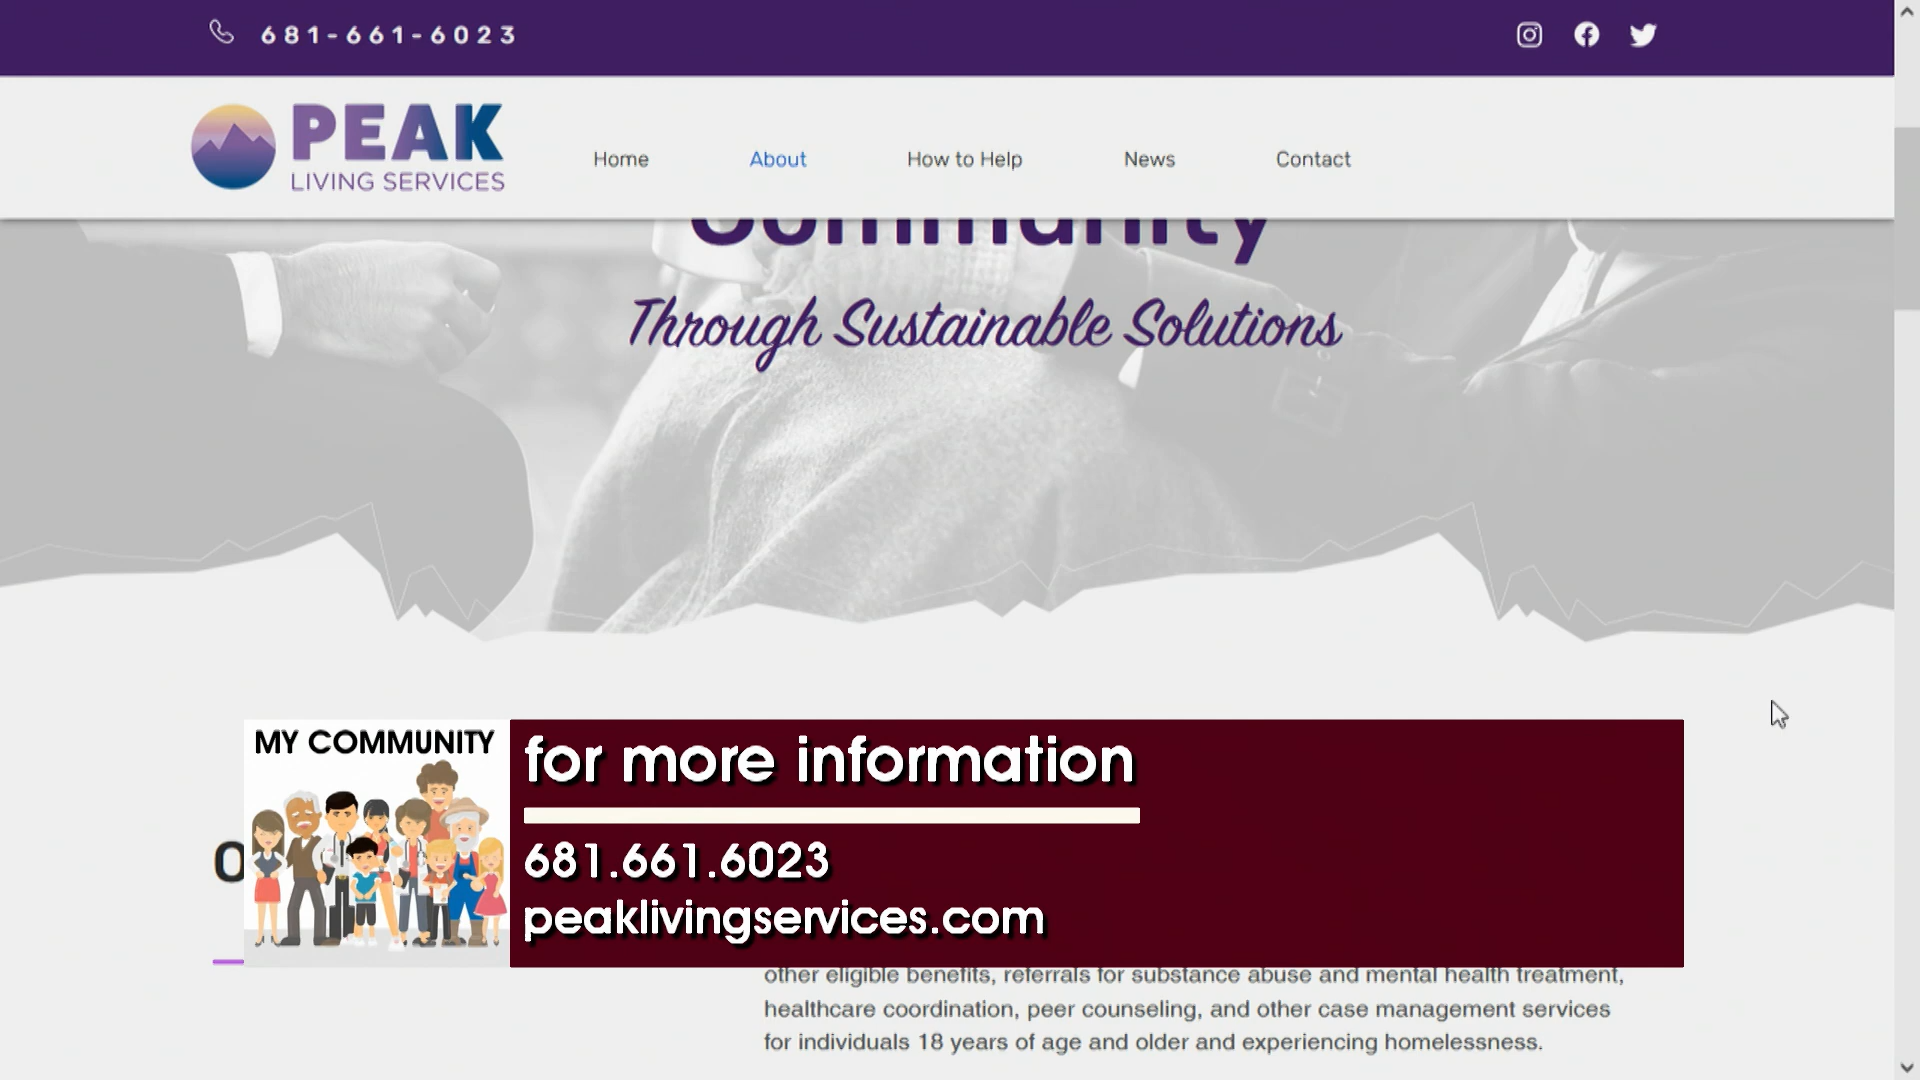 681-661-6023
PEAK
LIVING SERVICES
Home About How to Help News Contact
Community
Through Sustainable Solutions
MY COMMUNITY
for more information
681.661.6023
peaklivingservices.com
other eligible benefits, referrals for substance abuse and mental health treatment,
healthcare coordination, peer counseling, and other case management services
for individuals 18 years of age and older and experiencing homelessness.